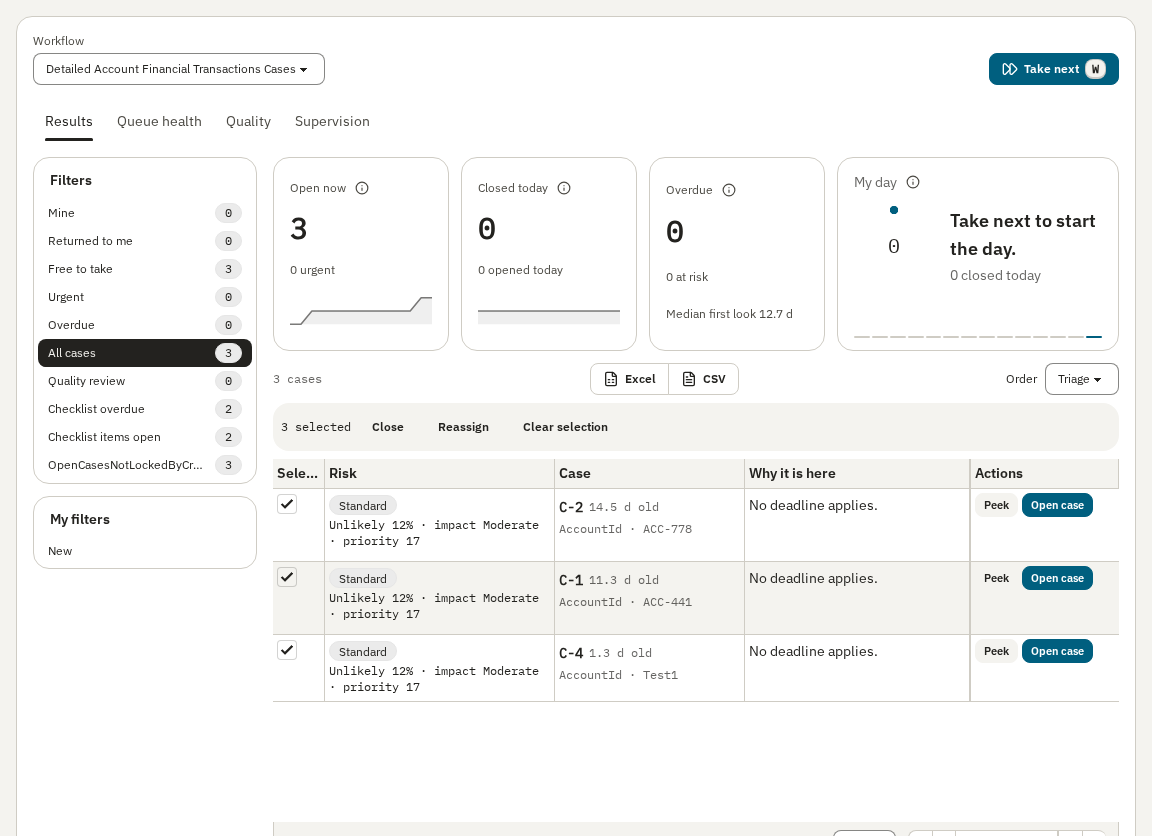 Workflow
Detailed Account Financial Transactions Cases
Take next W
Results Queue health Quality Supervision
Filters
Mine 0
Returned to me 0
Free to take 3
Urgent 0
Overdue 0
All cases 3
Quality review 0
Checklist overdue 2
Checklist items open 2
OpenCasesNotLockedByCr... 3
My filters
New
Open now
3
0 urgent
Closed today
0
0 opened today
Overdue
0
0 at risk
Median first look 12.7 d
My day
0
Take next to start
the day.
0 closed today
3 cases
Excel CSV
Order Triage
3 selected Close Reassign Clear selection
Sele... Risk Case Why it is here Actions
Standard
Unlikely 12% · impact Moderate
· priority 17
C-2 14.5 d old
AccountId · ACC-778
No deadline applies.
Peek Open case
Standard
Unlikely 12% · impact Moderate
· priority 17
C-1 11.3 d old
AccountId · ACC-441
No deadline applies.
Peek Open case
Standard
Unlikely 12% · impact Moderate
· priority 17
C-4 1.3 d old
AccountId · Test1
No deadline applies.
Peek Open case